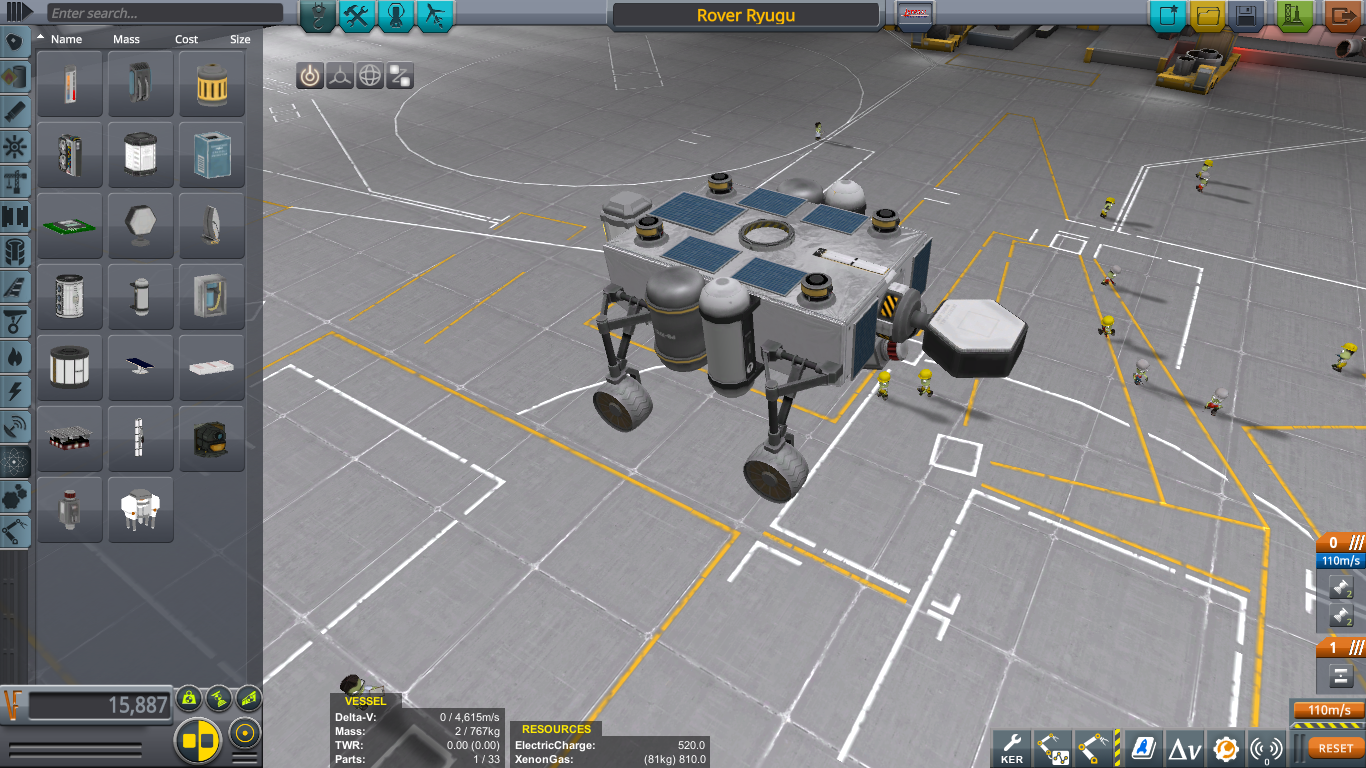 Enter search...
Rover Ryugu
Name Mass Cost Size
15,887
VESSEL
Delta-V: 0 / 4,615m/s
Mass: 2 / 767kg
TWR: 0.00 (0.00)
Parts: 1 / 33
RESOURCES
ElectricCharge: 520.0
XenonGas: (81kg) 810.0
0
110m/s
2
2
1
110m/s
KER
Δv
0
RESET